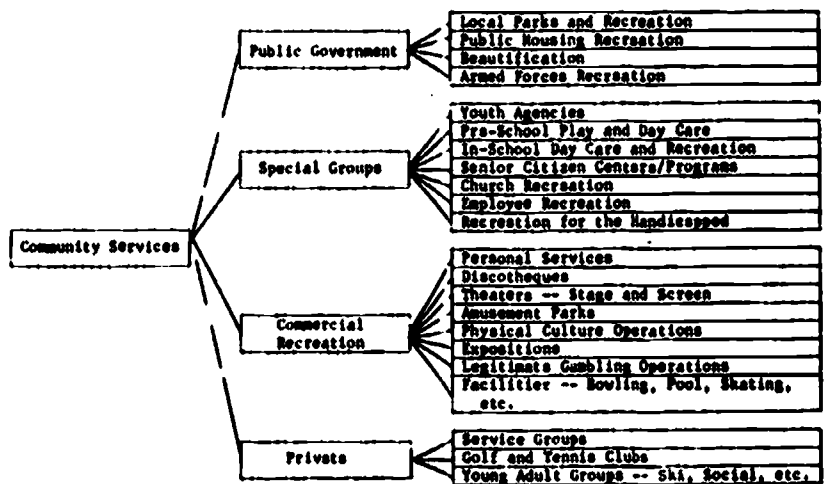 Public Government
Local Parks and Recreation
Public Housing Recreation
Beautification
Armed Forces Recreation
Special Groups
Youth Agencies
Pre-School Play and Day Care
In-School Day Care and Recreation
Senior Citizen Centers/Programs
Church Recreation
Employee Recreation
Recreation for the Handicapped
Community Services
Commercial
Recreation
Personal Services
Discotheques
Theaters -- Stage and Screen
Amusement Parks
Physical Culture Operations
Expositions
Legitimate Gambling Operations
Facilities -- Bowling, Pool, Skating,
etc.
Private
Service Groups
Golf and Tennis Clubs
Young Adult Groups -- Ski, Social, etc.